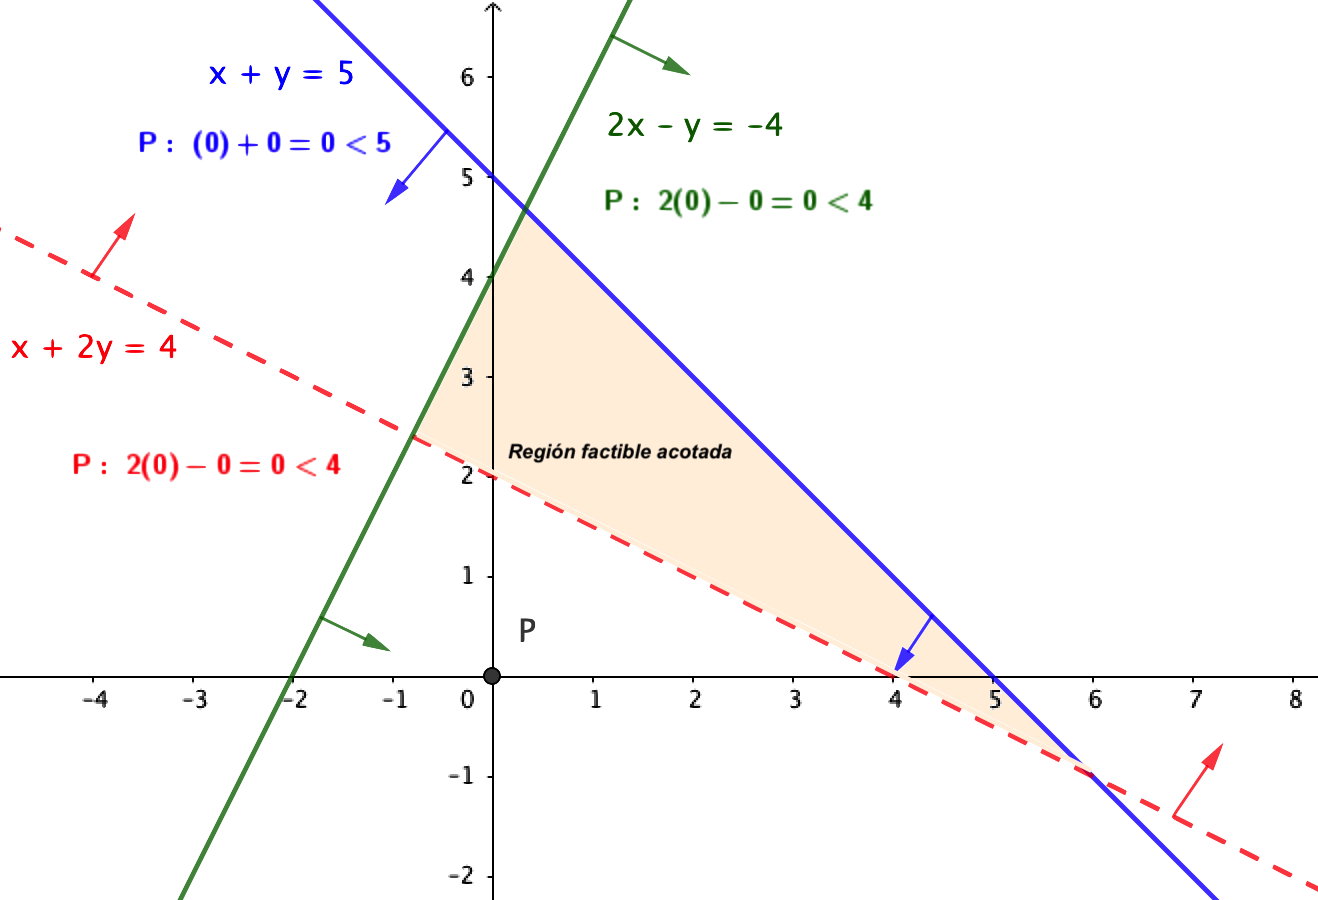 x + y = 5
P : (0) + 0 = 0 < 5
2x − y = −4
P : 2(0) − 0 = 0 < 4
x + 2y = 4
P : 2(0) − 0 = 0 < 4
Región factible acotada
P
6
5
4
3
2
1
−1
−2
−4 −3 −2 −1 0 1 2 3 4 5 6 7 8